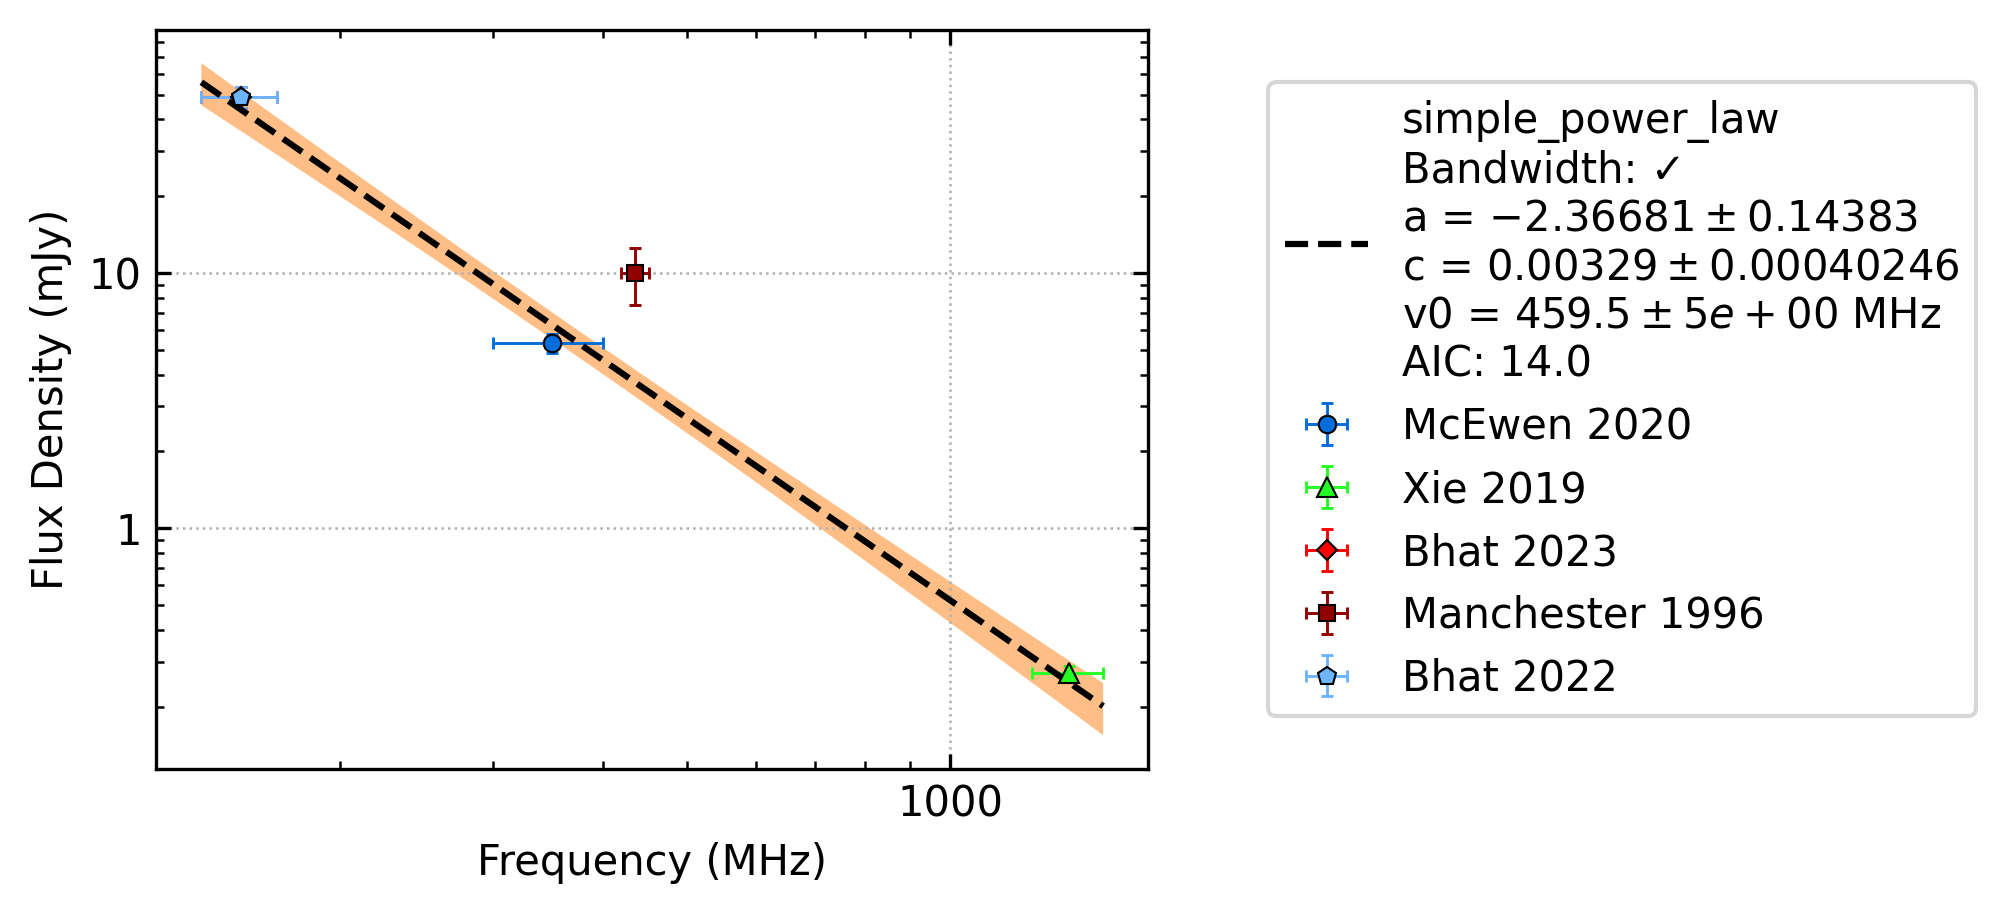 10
1
1000
Flux Density (mJy)
Frequency (MHz)
simple_power_law
Bandwidth: ✓
a = −2.36681 ± 0.14383
c = 0.00329 ± 0.00040246
v0 = 459.5 ± 5e + 00 MHz
AIC: 14.0
McEwen 2020
Xie 2019
Bhat 2023
Manchester 1996
Bhat 2022